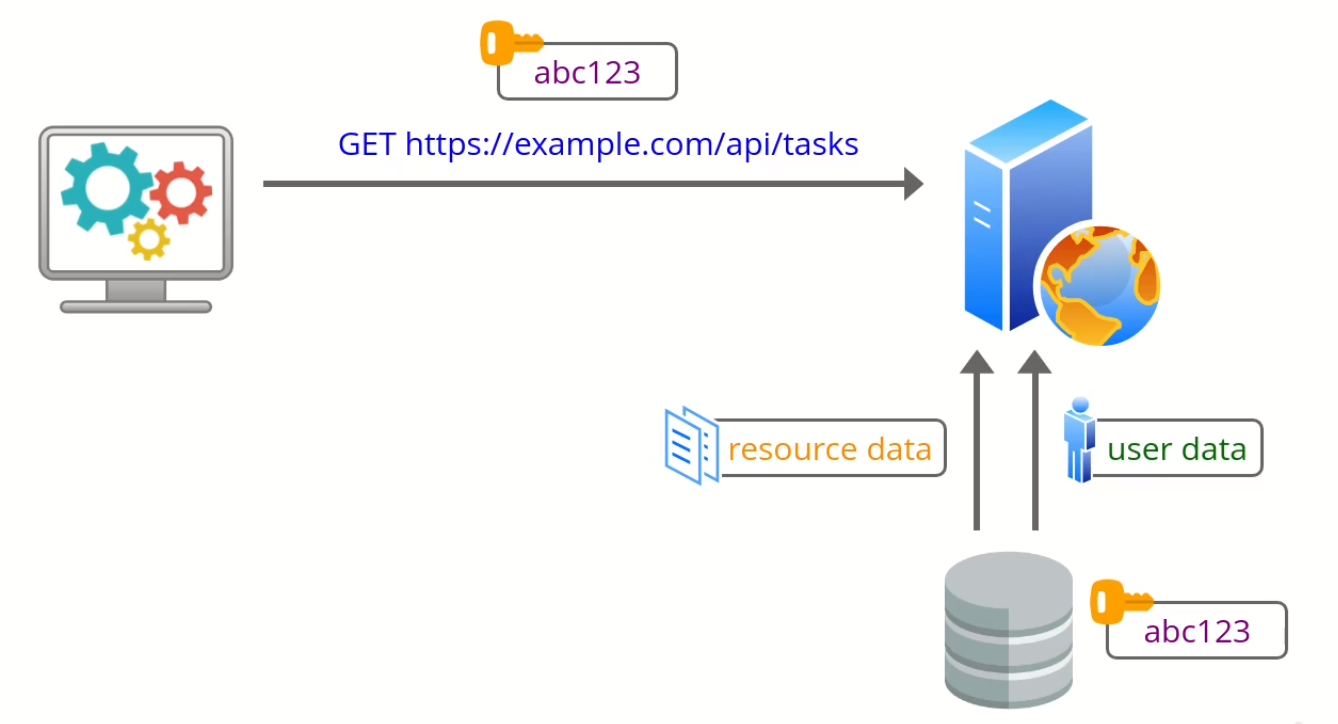 abc123
GET https://example.com/api/tasks
resource data
user data
abc123